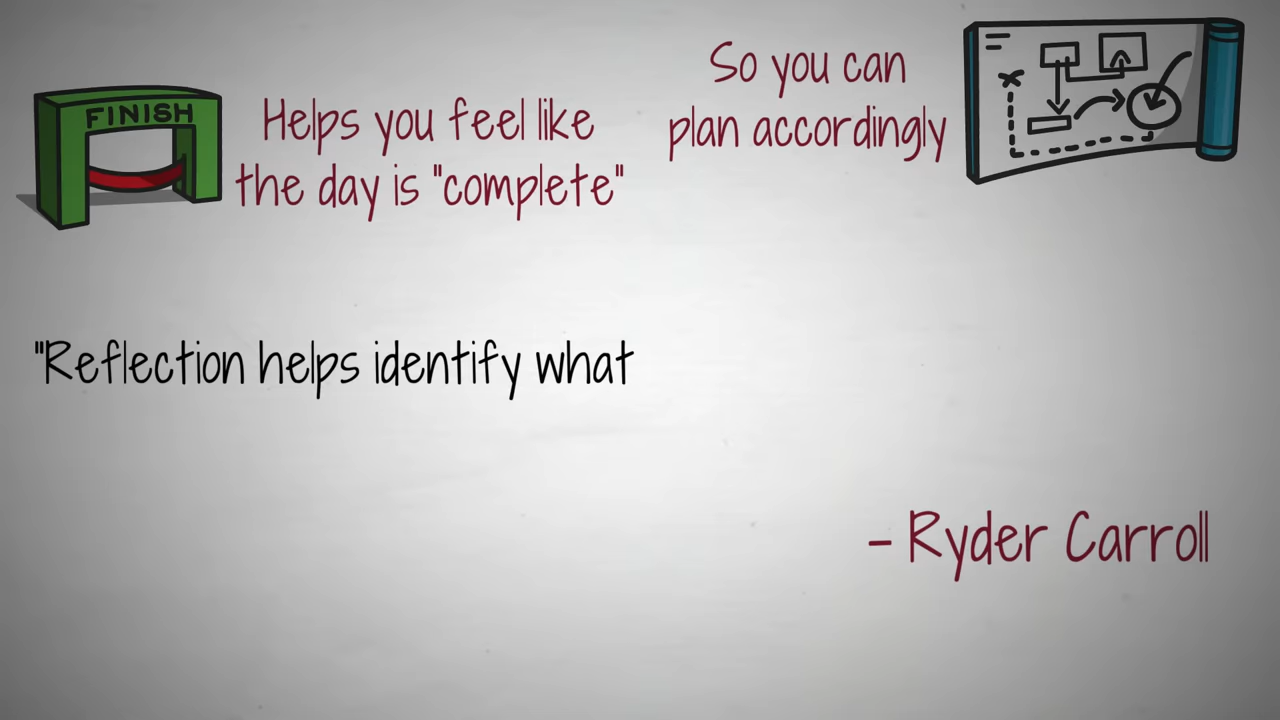 FINISH
Helps you feel like
the day is "complete"
So you can
plan accordingly
"Reflection helps identify what
- Ryder Carroll